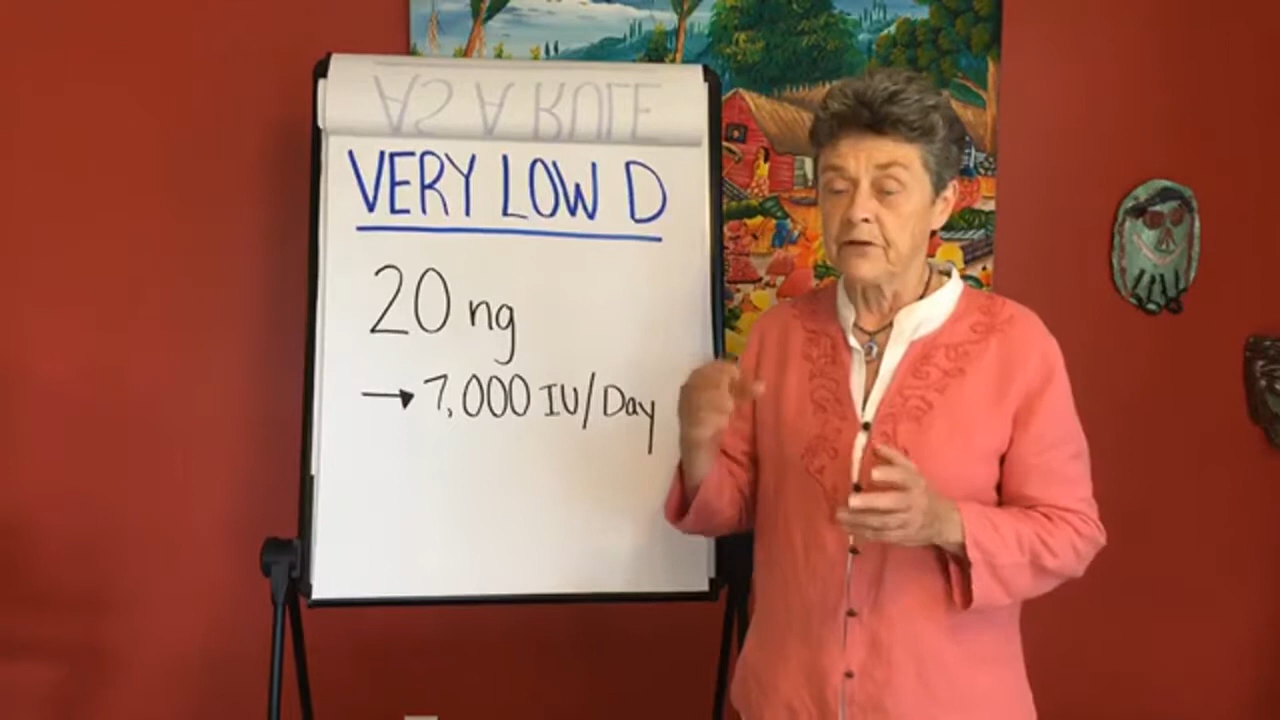 AS A RULE
VERY LOW D
20 ng
→ 7,000 IU/Day